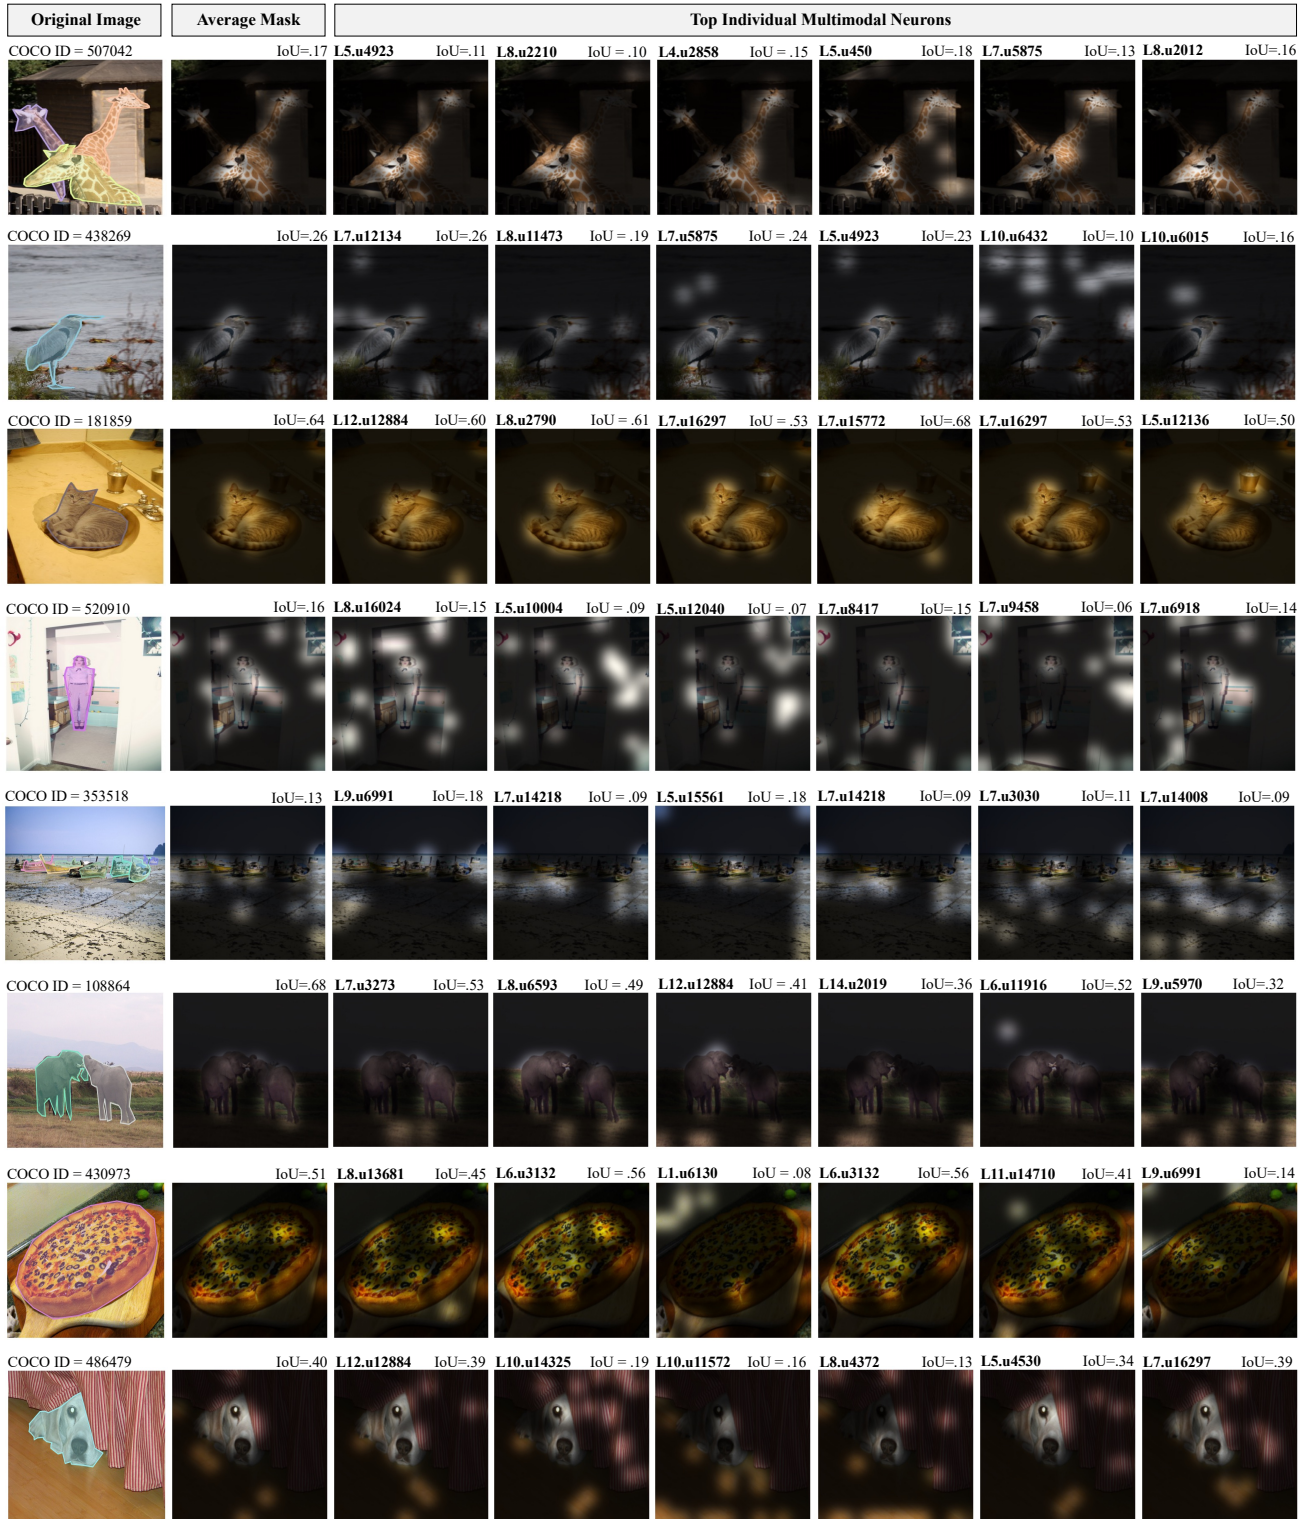 Original Image Average Mask Top Individual Multimodal Neurons
COCO ID = 507042 IoU=.17 L5.u4923 IoU=.11 L8.u2210 IoU = .10 L4.u2858 IoU = .15 L5.u450 IoU=.18 L7.u5875 IoU=.13 L8.u2012 IoU=.16
COCO ID = 438269 IoU=.26 L7.u12134 IoU=.26 L8.u11473 IoU = .19 L7.u5875 IoU = .24 L5.u4923 IoU=.23 L10.u6432 IoU=.10 L10.u6015 IoU=.16
COCO ID = 181859 IoU=.64 L12.u12884 IoU=.60 L8.u2790 IoU = .61 L7.u16297 IoU = .53 L7.u15772 IoU=.68 L7.u16297 IoU=.53 L5.u12136 IoU=.50
COCO ID = 520910 IoU=.16 L8.u16024 IoU=.15 L5.u10004 IoU = .09 L5.u12040 IoU = .07 L7.u8417 IoU=.15 L7.u9458 IoU=.06 L7.u6918 IoU=.14
COCO ID = 353518 IoU=.13 L9.u6991 IoU=.18 L7.u14218 IoU = .09 L5.u15561 IoU = .18 L7.u14218 IoU=.09 L7.u3030 IoU=.11 L7.u14008 IoU=.09
COCO ID = 108864 IoU=.68 L7.u3273 IoU=.53 L8.u6593 IoU = .49 L12.u12884 IoU = .41 L14.u2019 IoU=.36 L6.u11916 IoU=.52 L9.u5970 IoU=.32
COCO ID = 430973 IoU=.51 L8.u13681 IoU=.45 L6.u3132 IoU = .56 L1.u6130 IoU = .08 L6.u3132 IoU=.56 L11.u14710 IoU=.41 L9.u6991 IoU=.14
COCO ID = 486479 IoU=.40 L12.u12884 IoU=.39 L10.u14325 IoU = .19 L10.u11572 IoU = .16 L8.u4372 IoU=.13 L5.u4530 IoU=.34 L7.u16297 IoU=.39